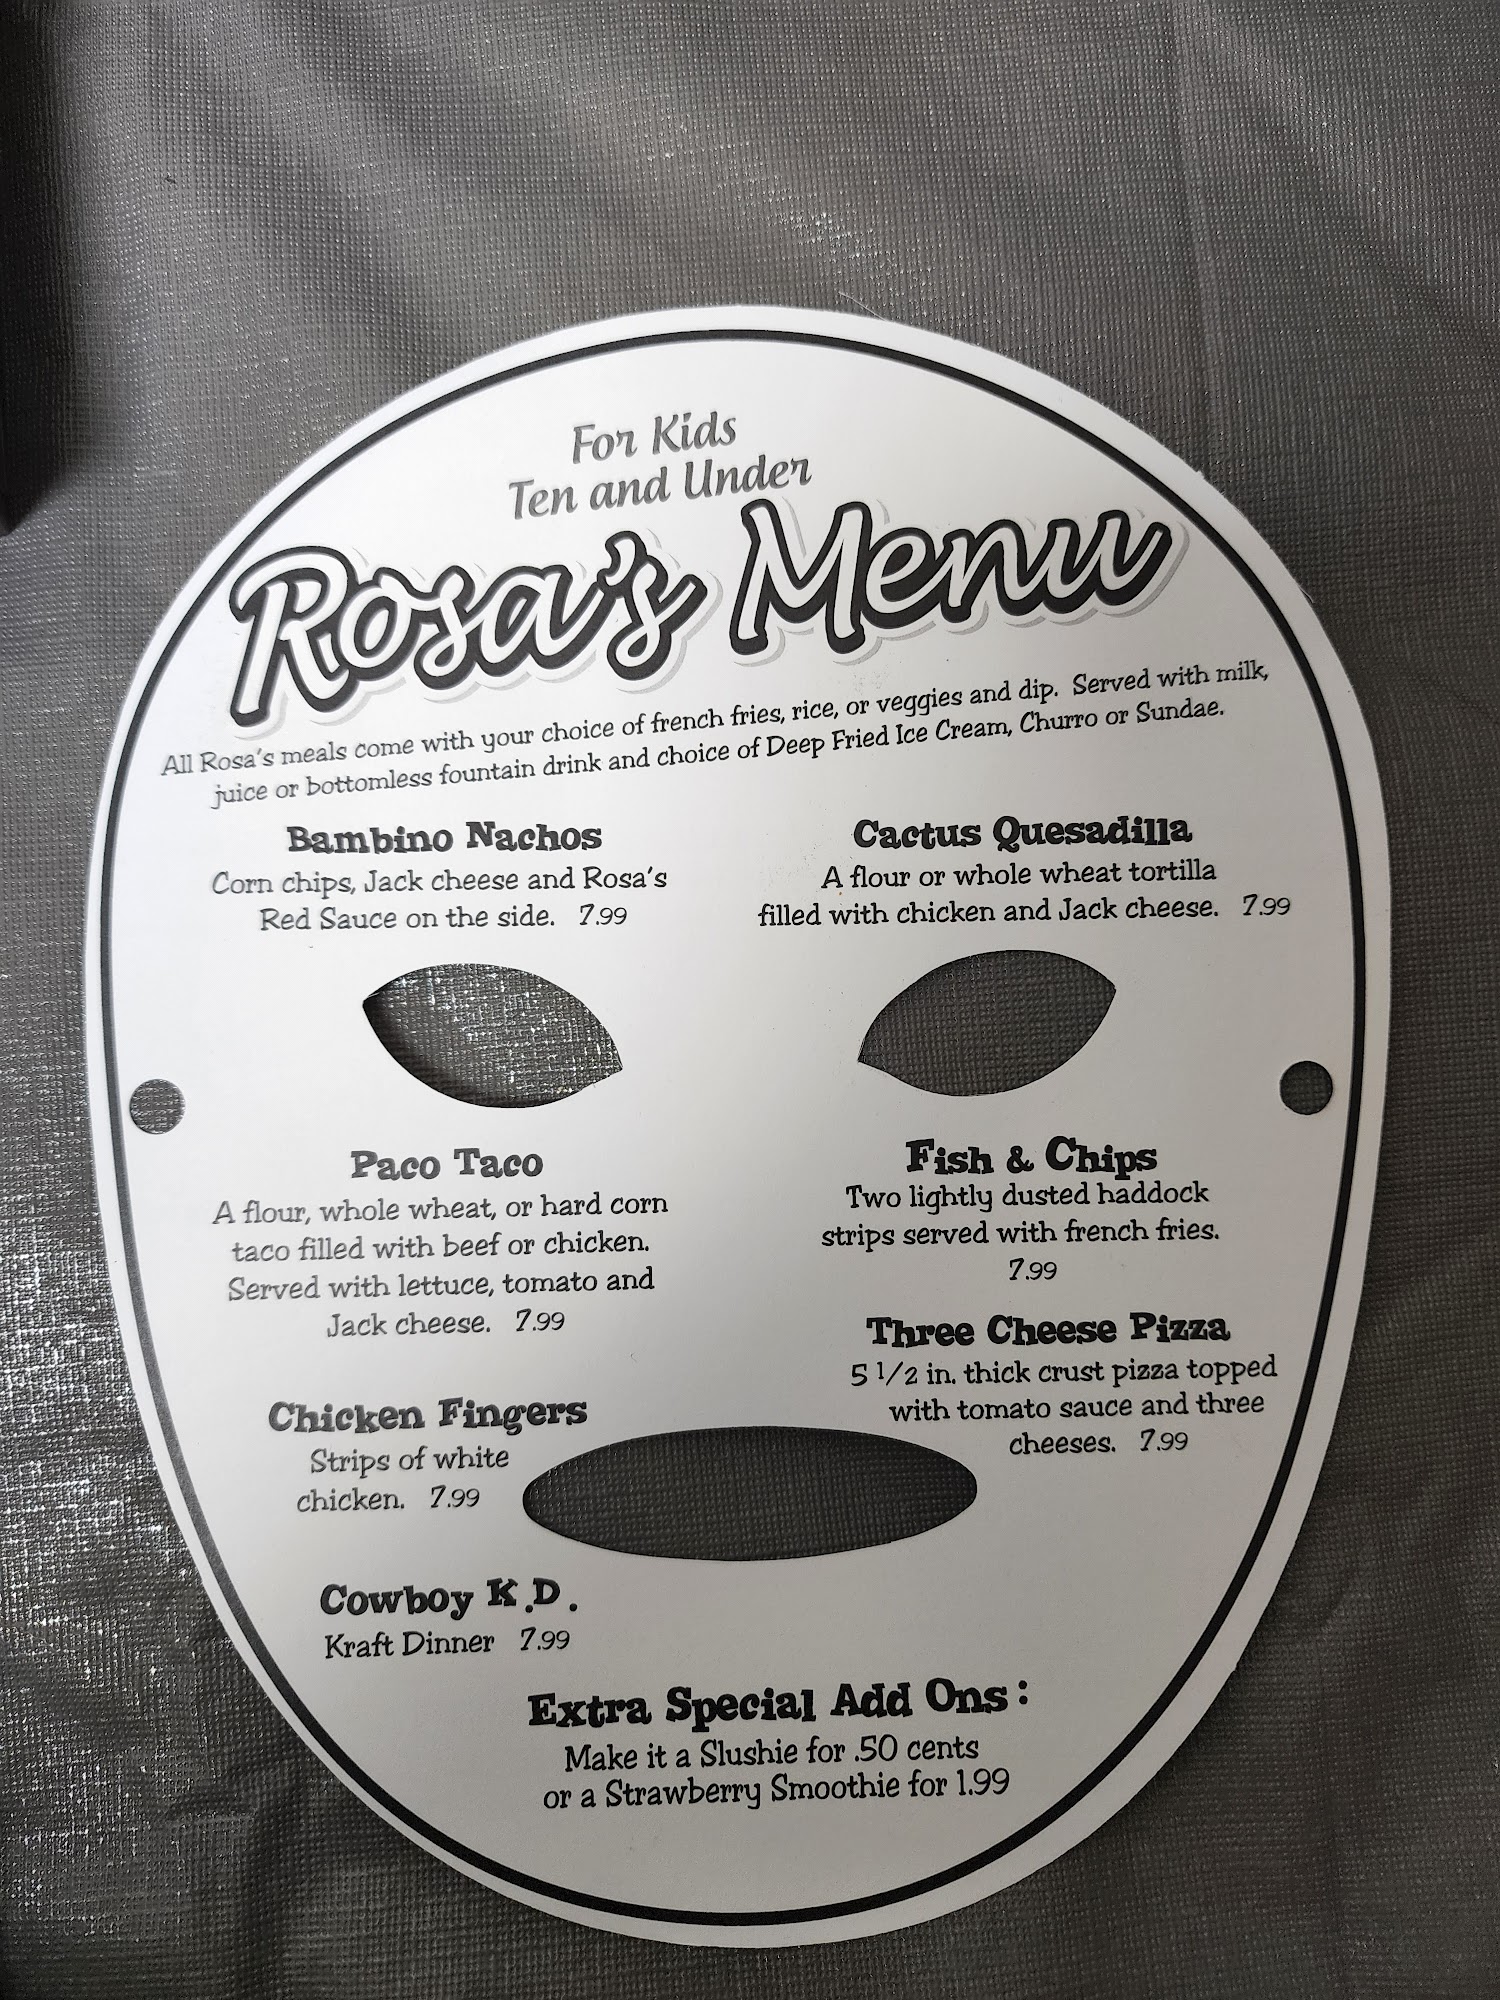 For Kids
Ten and Under
Rosa's Menu
All Rosa's meals come with your choice of french fries, rice, or veggies and dip. Served with milk,
juice or bottomless fountain drink and choice of Deep Fried Ice Cream, Churro or Sundae.
Bambino Nachos
Corn chips, Jack cheese and Rosa's
Red Sauce on the side. 7.99
Cactus Quesadilla
A flour or whole wheat tortilla
filled with chicken and Jack cheese. 7.99
Paco Taco
A flour, whole wheat, or hard corn
taco filled with beef or chicken.
Served with lettuce, tomato and
Jack cheese. 7.99
Fish & Chips
Two lightly dusted haddock
strips served with french fries.
7.99
Three Cheese Pizza
5 1/2 in. thick crust pizza topped
with tomato sauce and three
cheeses. 7.99
Chicken Fingers
Strips of white
chicken. 7.99
Cowboy K.D.
Kraft Dinner 7.99
Extra Special Add Ons:
Make it a Slushie for .50 cents
or a Strawberry Smoothie for 1.99